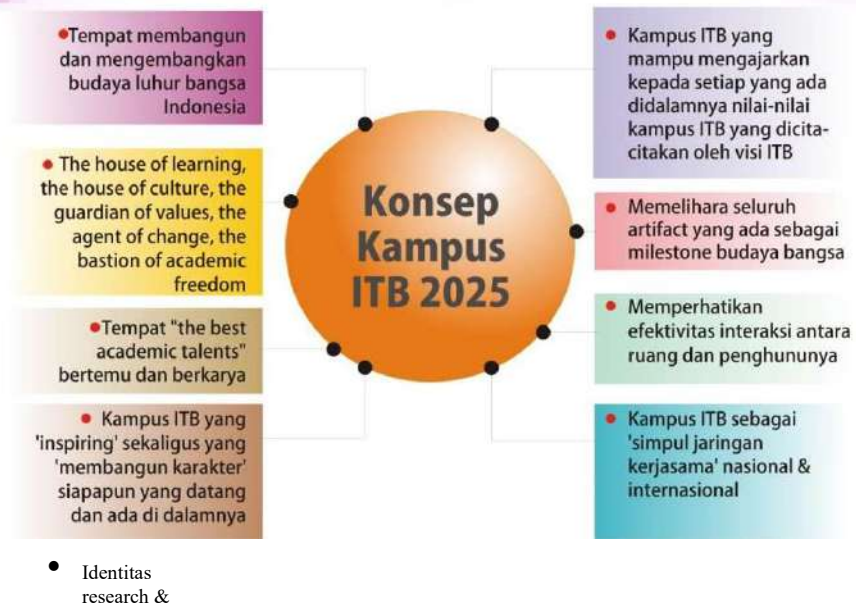 •Tempat membangun
dan mengembangkan
budaya luhur bangsa
Indonesia
• The house of learning,
the house of culture, the
guardian of values, the
agent of change, the
bastion of academic
freedom
•Tempat "the best
academic talents"
bertemu dan berkarya
• Kampus ITB yang
'inspiring' sekaligus yang
'membangun karakter'
siapapun yang datang
dan ada di dalamnya
Konsep
Kampus
ITB 2025
• Kampus ITB yang
mampu mengajarkan
kepada setiap yang ada
didalamnya nilai-nilai
kampus ITB yang dicita-
citakan oleh visi ITB
• Memelihara seluruh
artifact yang ada sebagai
milestone budaya bangsa
• Memperhatikan
efektivitas interaksi antara
ruang dan penghununya
• Kampus ITB sebagai
'simpul jaringan
kerjasama' nasional &
internasional
• Identitas
research &